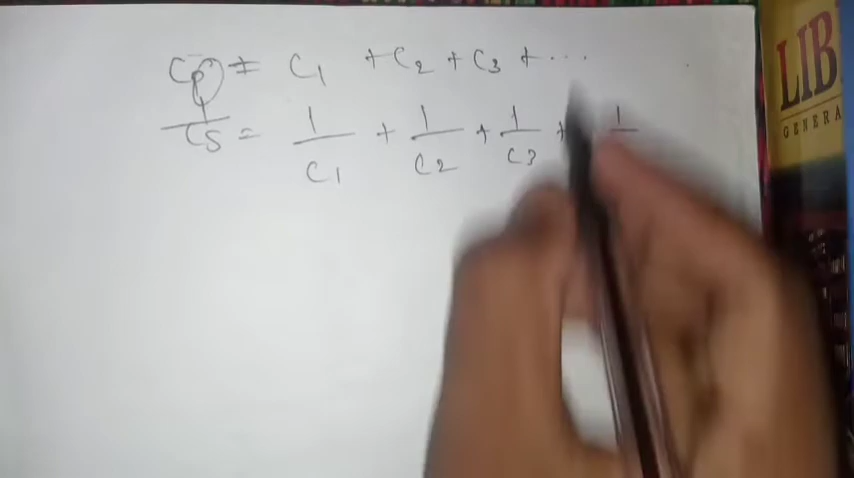 Cp = C1 + C2 + C3 + ...
1/Cs = 1/C1 + 1/C2 + 1/C3 + 1
LIB
GENERA